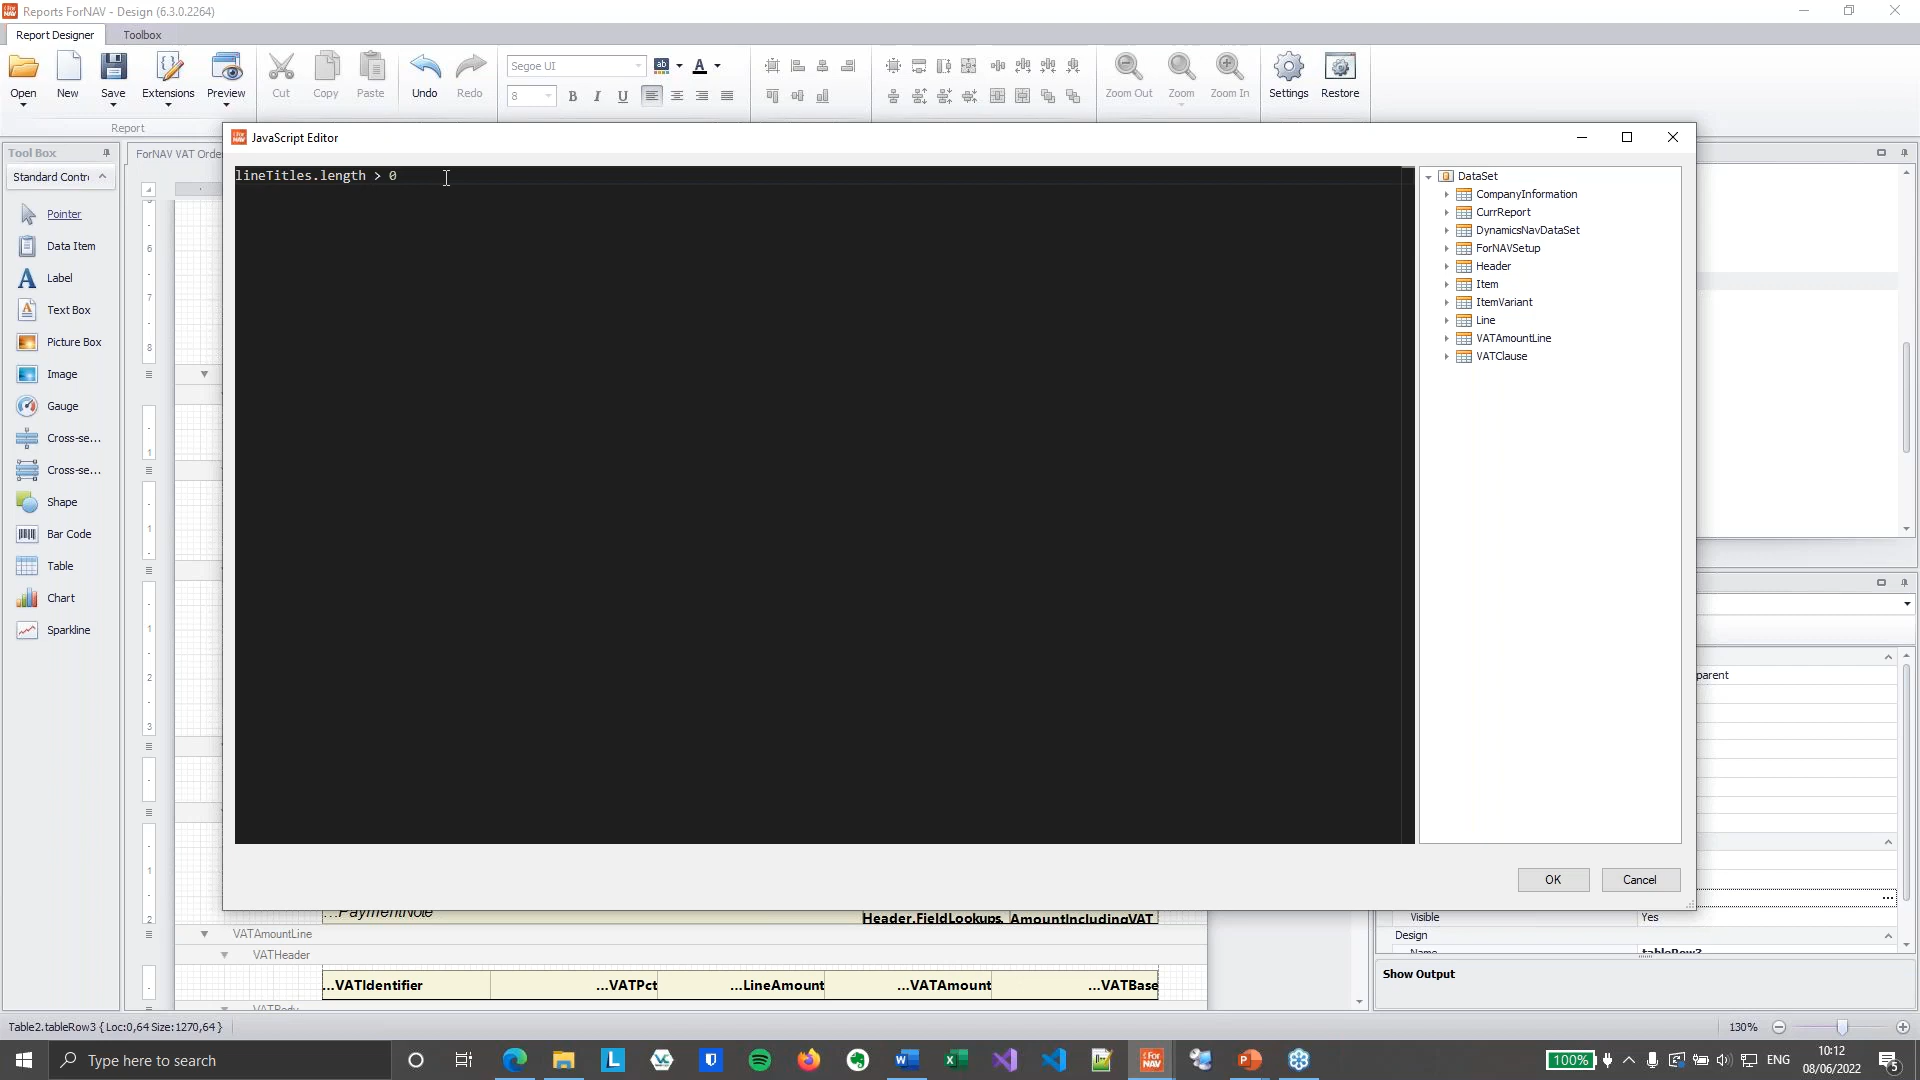 Reports ForNAV - Design (6.3.0.2264)
Report Designer
Toolbox
Open
New
Save
Extensions
Preview
Cut
Copy
Paste
Undo
Redo
Segoe UI
8
B
I
U
Zoom Out
Zoom
Zoom In
Settings
Restore
Report
Tool Box
Standard Contr
Pointer
Data Item
Label
Text Box
Picture Box
Image
Gauge
Cross-se...
Cross-se...
Shape
Bar Code
Table
Chart
Sparkline
ForNAV VAT Orde
JavaScript Editor
lineTitles.length > 0
DataSet
CompanyInformation
CurrReport
DynamicsNavDataSet
ForNAVSetup
Header
Item
ItemVariant
Line
VATAmountLine
VATClause
OK
Cancel
parent
Visible
Yes
Design
Name
tableRow3
Show Output
...PaymentNote
Header.FieldLookups.
AmountIncludingVAT
VATAmountLine
VATHeader
...VATIdentifier
...VATPct
...LineAmount
...VATAmount
...VATBase
VATBody
Table2.tableRow3 { Loc:0,64 Size:1270,64 }
130%
Type here to search
100%
ENG
10:12
08/06/2022
5